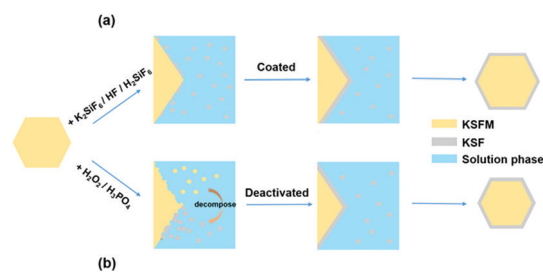 (a)
+ K₂SiF₆ / HF / H₂SiF₆
Coated
KSFM
KSF
Solution phase
+ H₂O₂ / H₃PO₄
decompose
Deactivated
(b)